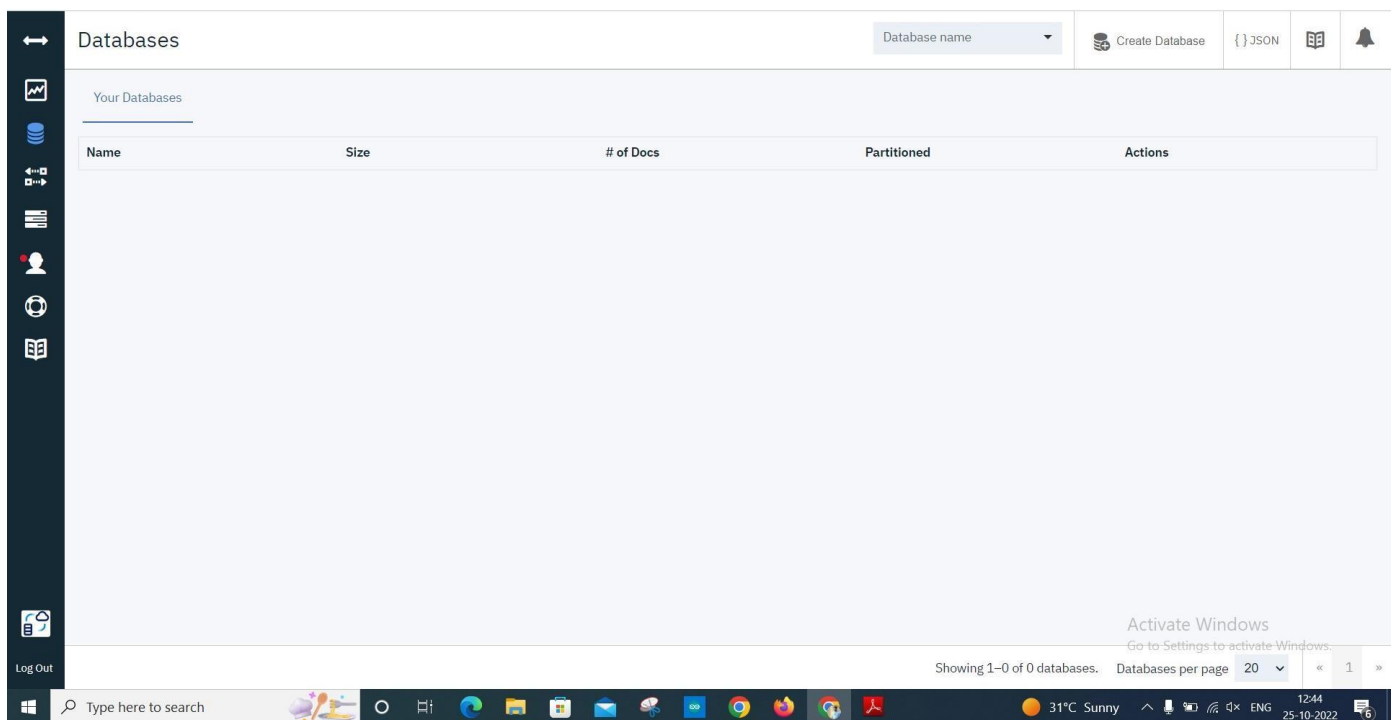 Databases
Database name
Create Database
{ } JSON
Your Databases
Name Size # of Docs Partitioned Actions
Activate Windows
Go to Settings to activate Windows.
Log Out
Showing 1–0 of 0 databases. Databases per page 20 « 1 »
Type here to search
31°C Sunny
ENG
12:44
25-10-2022
6